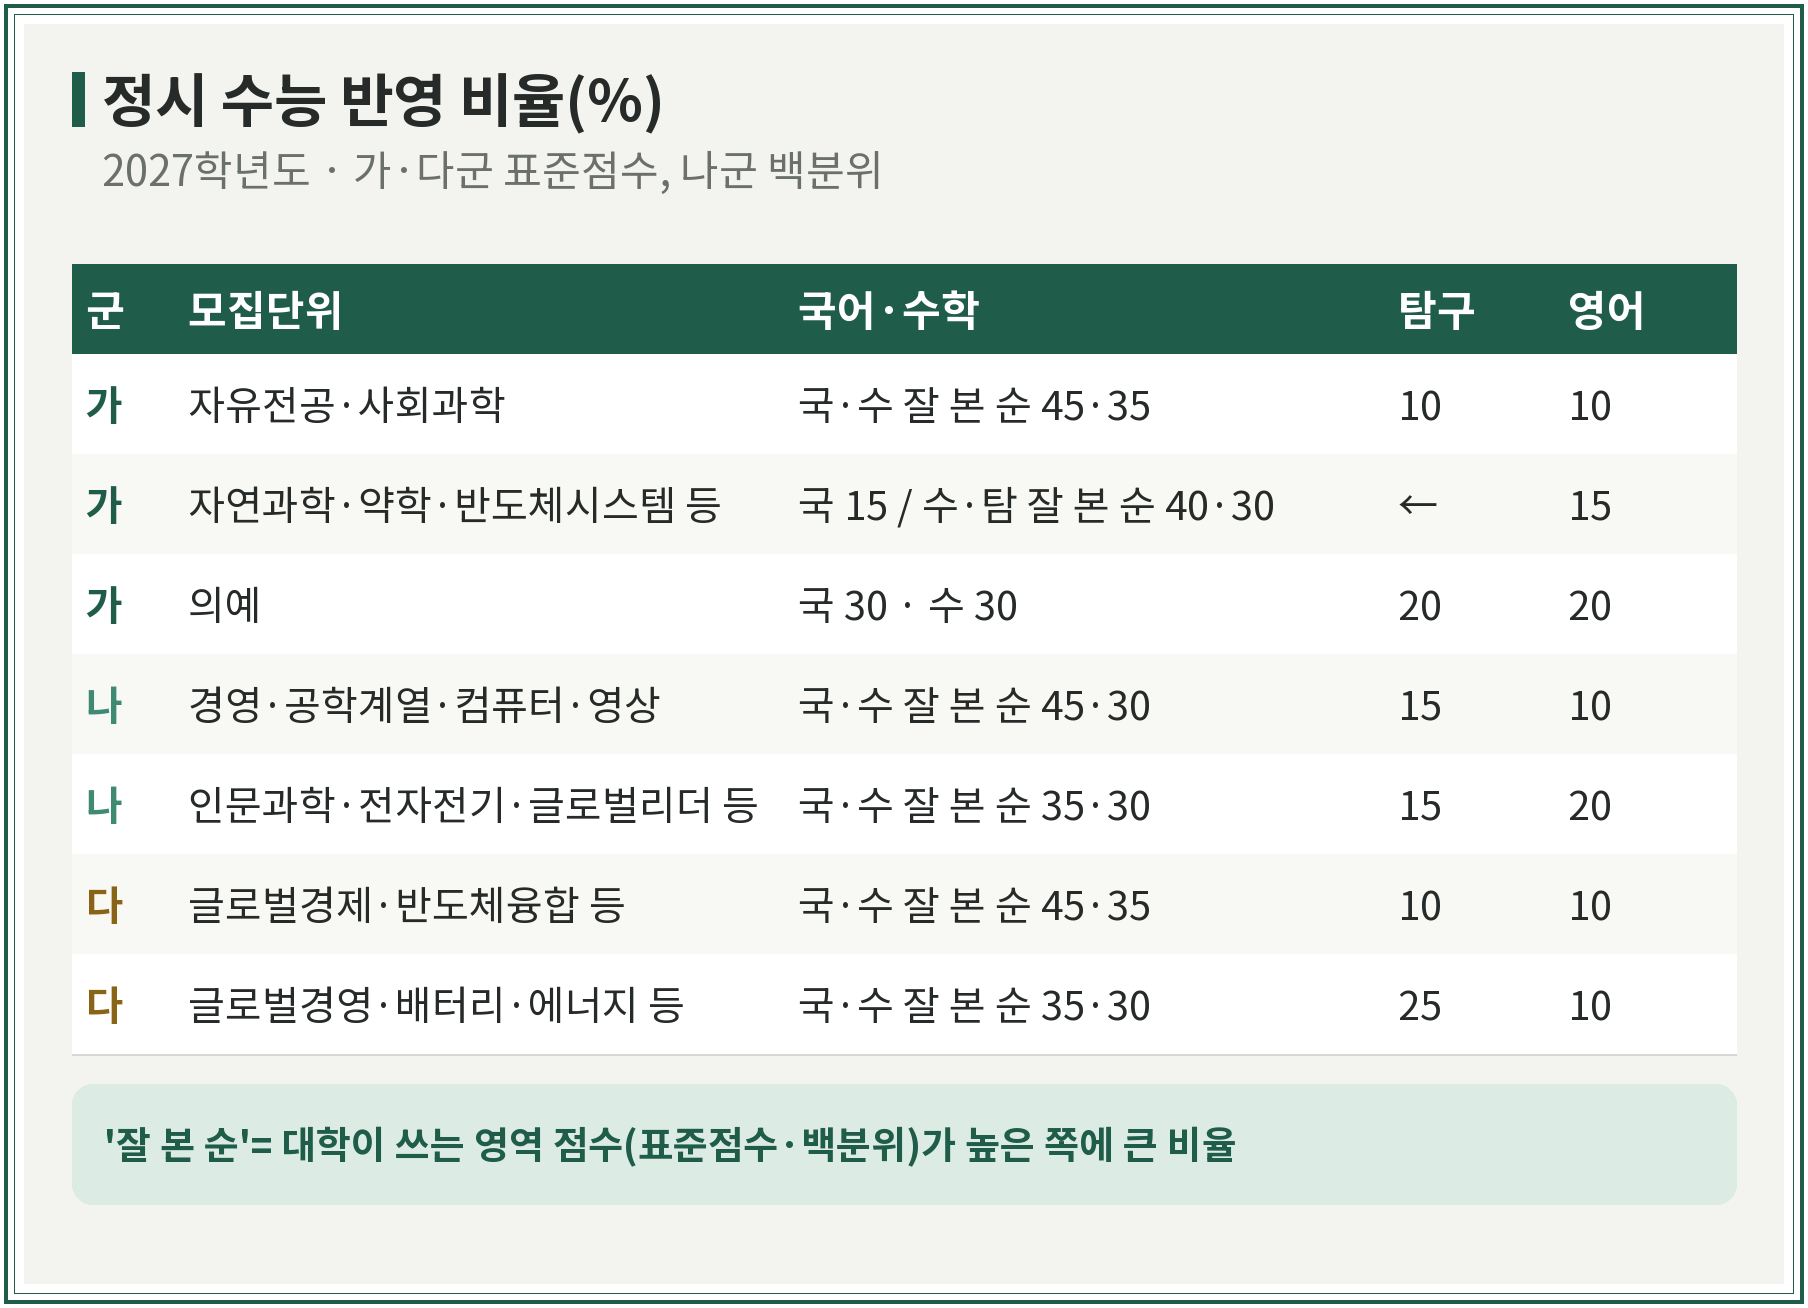 정시 수능 반영 비율(%)
2027학년도 · 가·다군 표준점수, 나군 백분위
군 모집단위 국어·수학 탐구 영어
가 자유전공·사회과학 국·수 잘 본 순 45·35 10 10
가 자연과학·약학·반도체시스템 등 국 15 / 수·탐 잘 본 순 40·30 ← 15
가 의예 국 30 · 수 30 20 20
나 경영·공학계열·컴퓨터·영상 국·수 잘 본 순 45·30 15 10
나 인문과학·전자전기·글로벌리더 등 국·수 잘 본 순 35·30 15 20
다 글로벌경제·반도체융합 등 국·수 잘 본 순 45·35 10 10
다 글로벌경영·배터리·에너지 등 국·수 잘 본 순 35·30 25 10
'잘 본 순'= 대학이 쓰는 영역 점수(표준점수·백분위)가 높은 쪽에 큰 비율